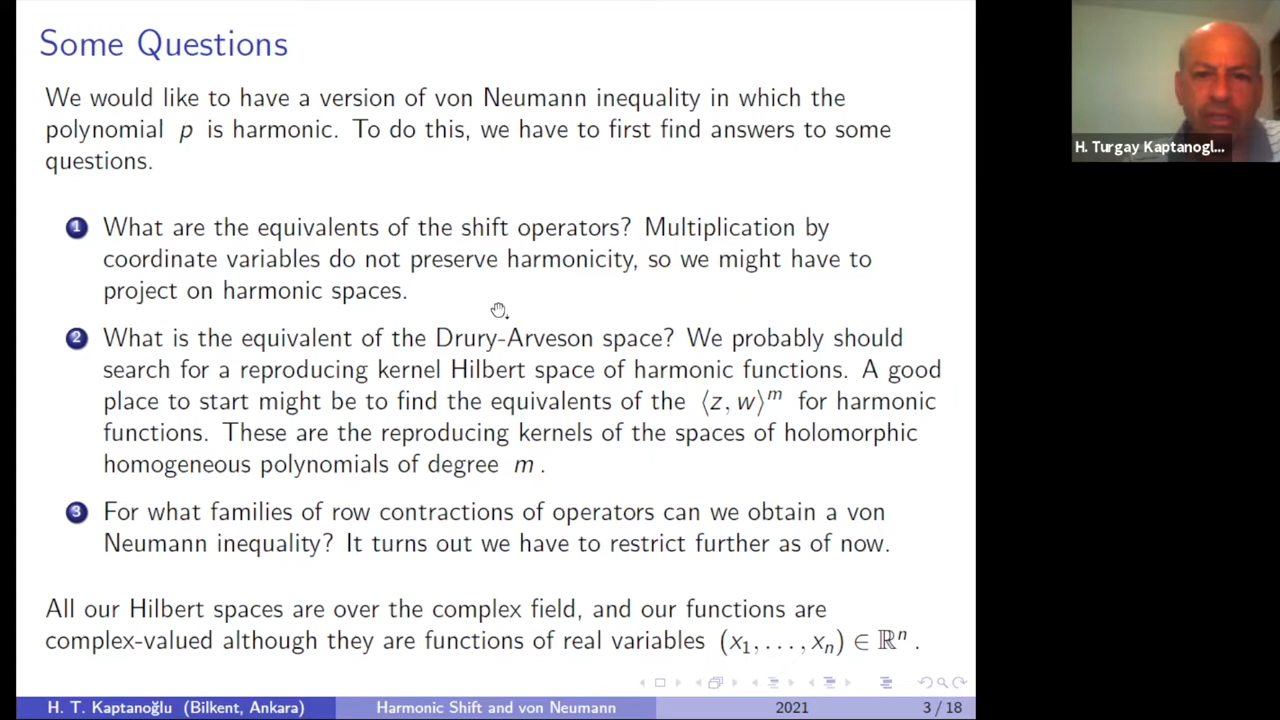 Some Questions
We would like to have a version of von Neumann inequality in which the
polynomial p is harmonic. To do this, we have to first find answers to some
questions.
1 What are the equivalents of the shift operators? Multiplication by
coordinate variables do not preserve harmonicity, so we might have to
project on harmonic spaces.
2 What is the equivalent of the Drury-Arveson space? We probably should
search for a reproducing kernel Hilbert space of harmonic functions. A good
place to start might be to find the equivalents of the ⟨z, w⟩^m for harmonic
functions. These are the reproducing kernels of the spaces of holomorphic
homogeneous polynomials of degree m .
3 For what families of row contractions of operators can we obtain a von
Neumann inequality? It turns out we have to restrict further as of now.
All our Hilbert spaces are over the complex field, and our functions are
complex-valued although they are functions of real variables (x₁, . . . , xₙ) ∈ ℝⁿ .
H. T. Kaptanoğlu (Bilkent, Ankara) Harmonic Shift and von Neumann 2021 3 / 18
H. Turgay Kaptanogl...